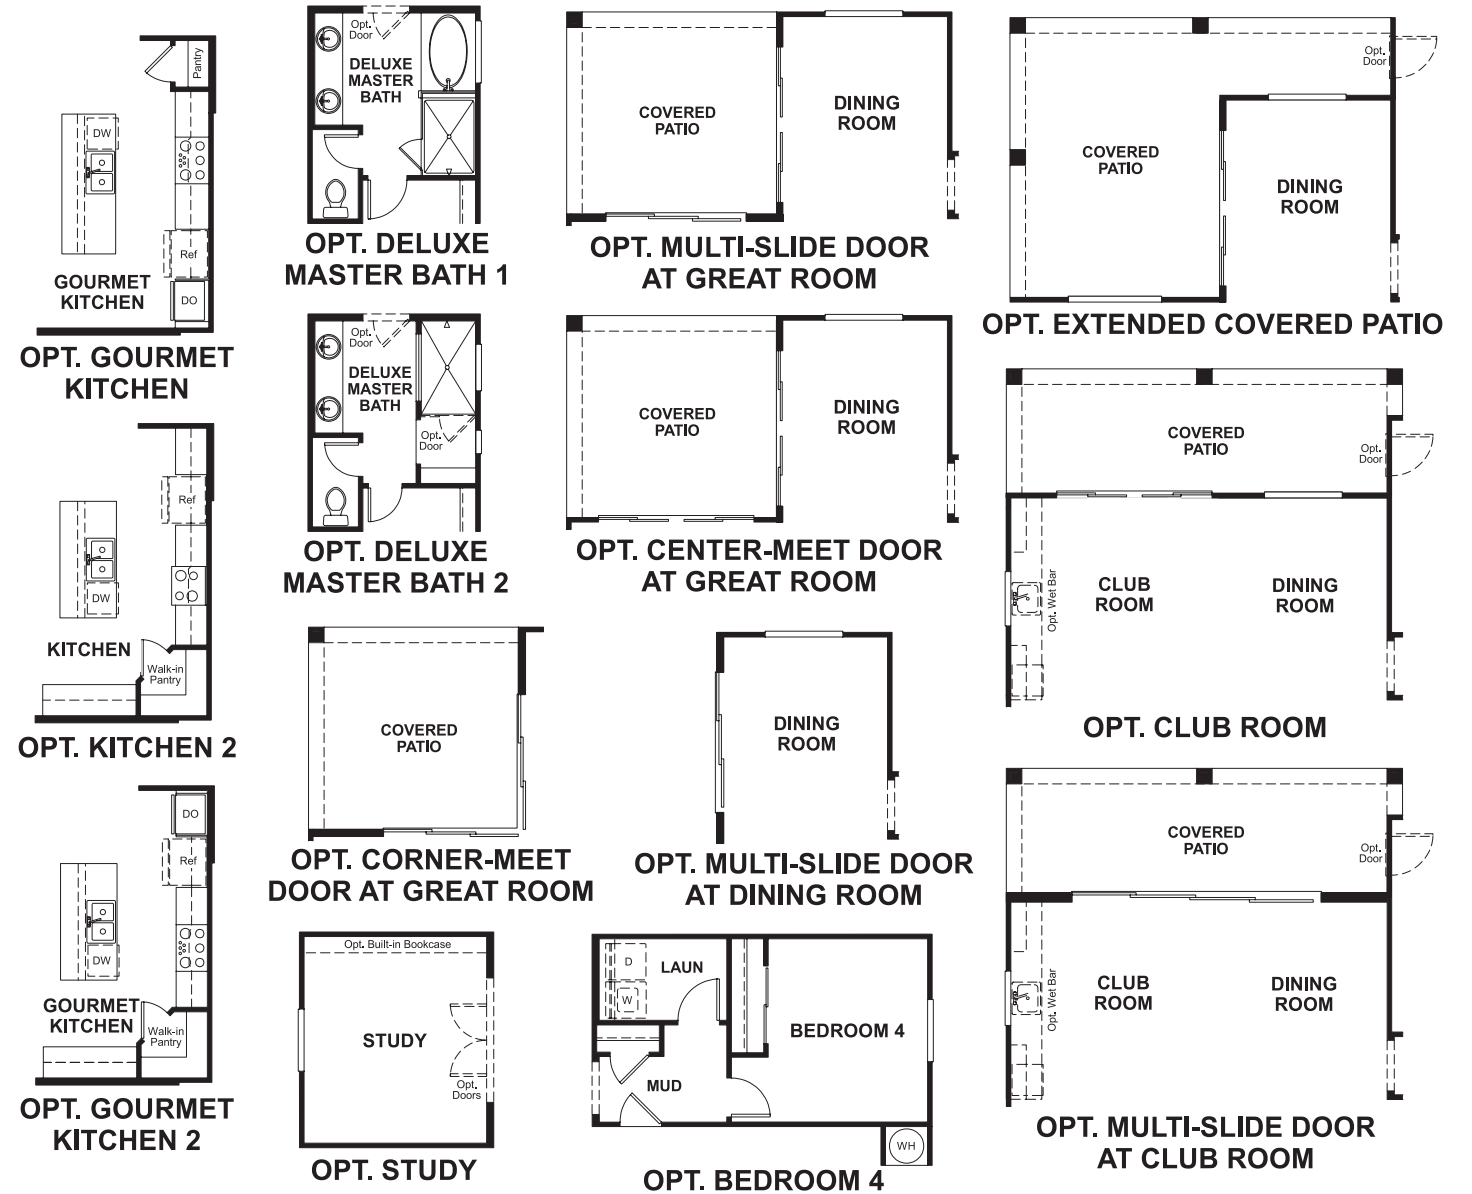 Pantry
DW
Ref
DO
GOURMET
KITCHEN
OPT. GOURMET
KITCHEN
Ref
DW
KITCHEN
Walk-in
Pantry
OPT. KITCHEN 2
DO
Ref
DW
GOURMET
KITCHEN
Walk-in
Pantry
OPT. GOURMET
KITCHEN 2
Opt.
Door
DELUXE
MASTER
BATH
OPT. DELUXE
MASTER BATH 1
Opt.
Door
DELUXE
MASTER
BATH
Opt.
Door
OPT. DELUXE
MASTER BATH 2
COVERED
PATIO
OPT. CORNER-MEET
DOOR AT GREAT ROOM
Opt. Built-in Bookcase
STUDY
Opt.
Doors
OPT. STUDY
COVERED
PATIO
DINING
ROOM
OPT. MULTI-SLIDE DOOR
AT GREAT ROOM
COVERED
PATIO
DINING
ROOM
OPT. CENTER-MEET DOOR
AT GREAT ROOM
DINING
ROOM
OPT. MULTI-SLIDE DOOR
AT DINING ROOM
D
LAUN
W
BEDROOM 4
MUD
WH
OPT. BEDROOM 4
Opt.
Door
COVERED
PATIO
DINING
ROOM
OPT. EXTENDED COVERED PATIO
COVERED
PATIO
Opt.
Door
Opt. Wet Bar
CLUB
ROOM
DINING
ROOM
OPT. CLUB ROOM
COVERED
PATIO
Opt.
Door
Opt. Wet Bar
CLUB
ROOM
DINING
ROOM
OPT. MULTI-SLIDE DOOR
AT CLUB ROOM